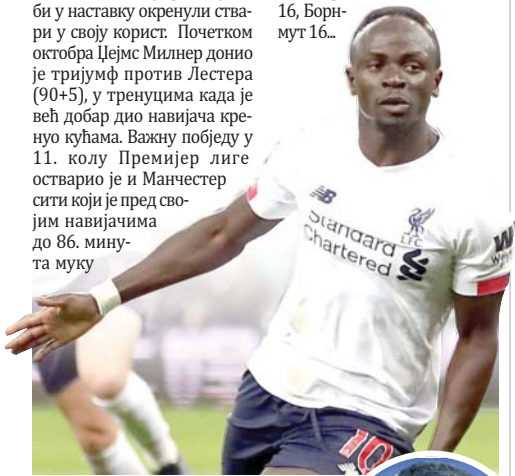 би у наставку окренули ства-
ри у своју корист. Почетком
октобра Џејмс Милнер донио
је тријумф против Лестера
(90+5), у тренуцима када је
већ добар дио навијача кре-
нуо кућама. Важну побједу у
11. колу Премијер лиге
остварио је и Манчестер
сити који је пред сво-
јим навијачима
до 86. мину-
та муку
16, Борн-
мут 16...
NB
Standard
Chartered
LFC
10